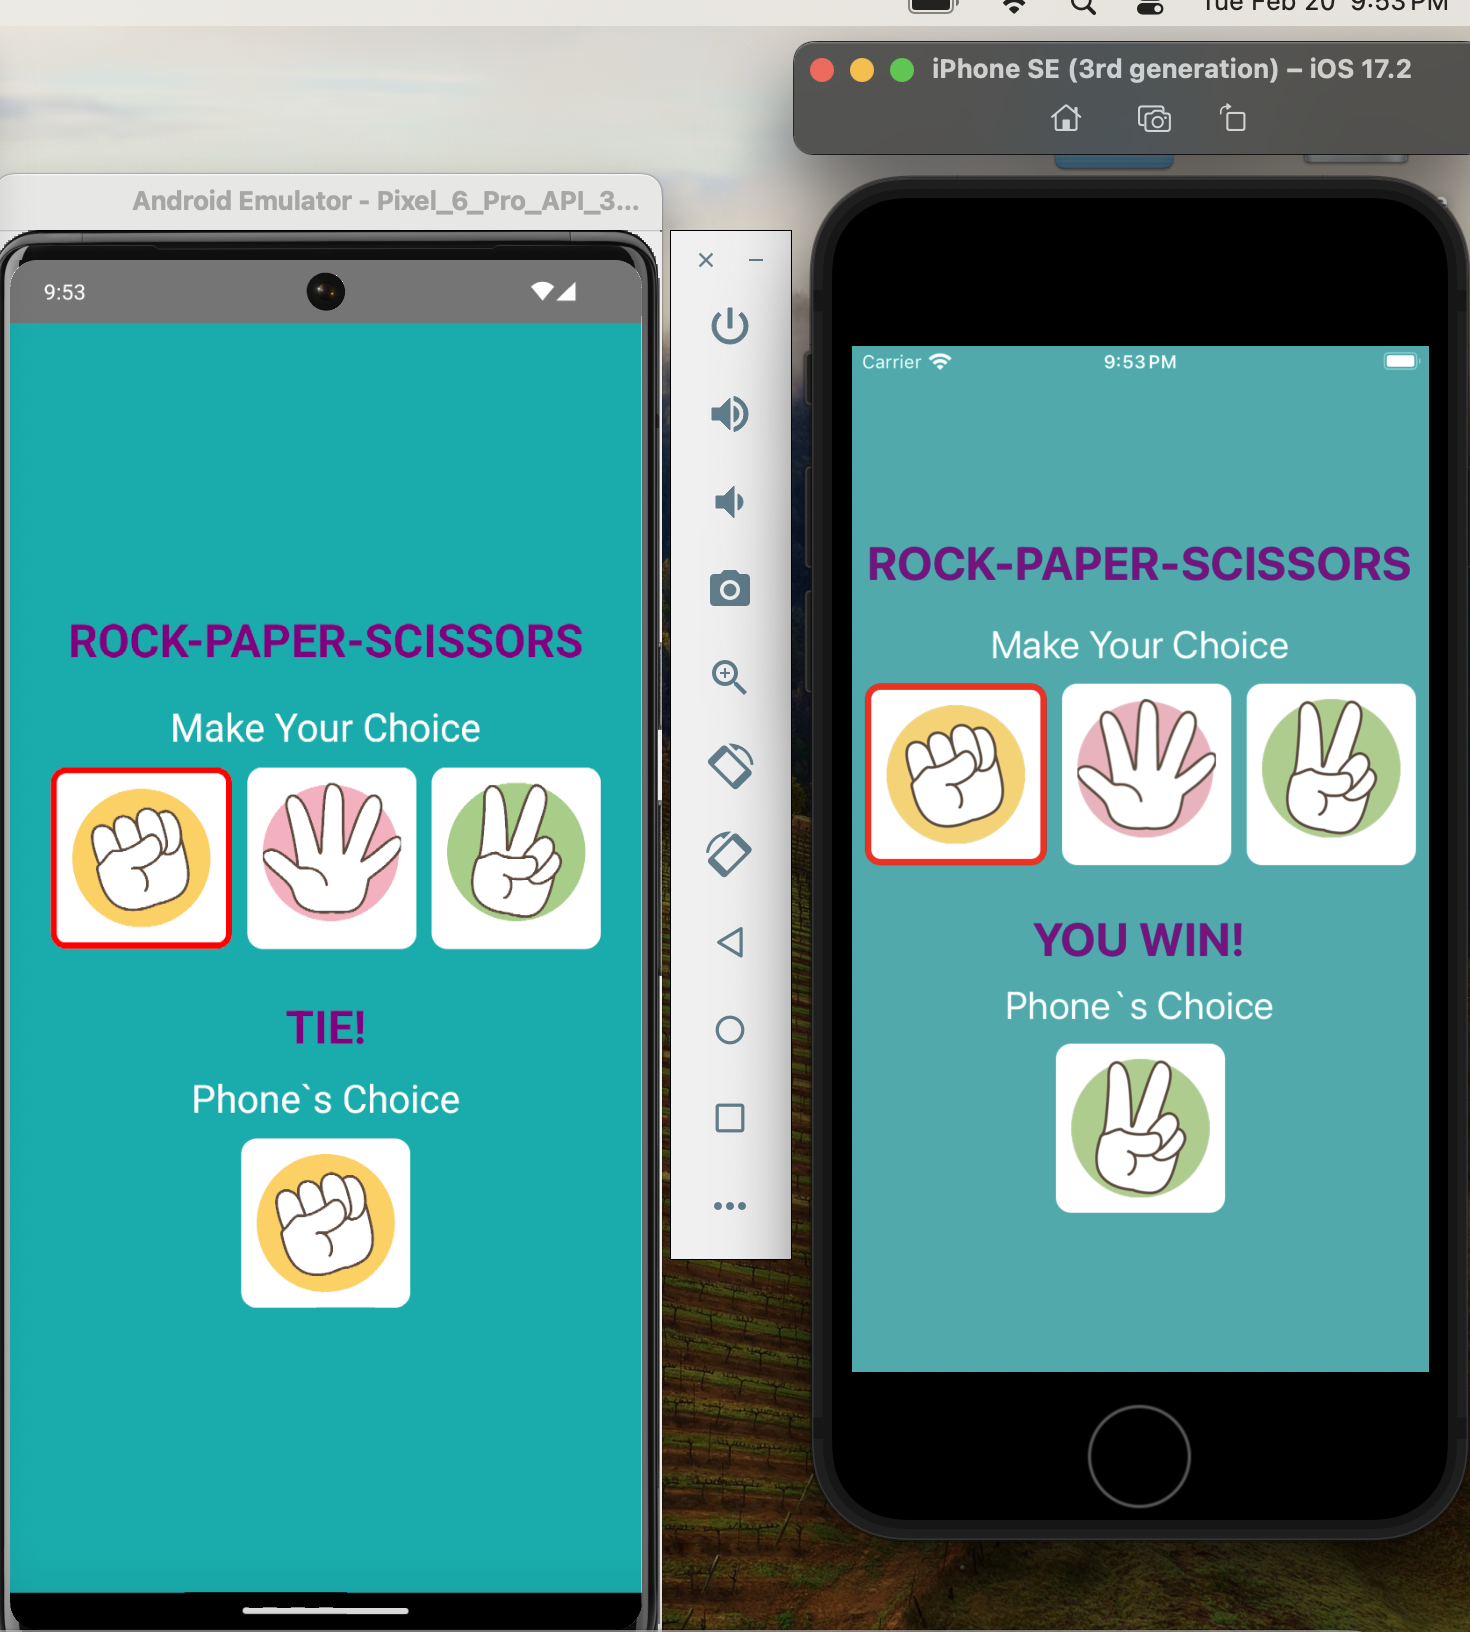 Tue Feb 20 9:53 PM
iPhone SE (3rd generation) – iOS 17.2
Android Emulator - Pixel_6_Pro_API_3...
9:53
ROCK-PAPER-SCISSORS
Make Your Choice
TIE!
Phone`s Choice
Carrier 9:53 PM
ROCK-PAPER-SCISSORS
Make Your Choice
YOU WIN!
Phone`s Choice